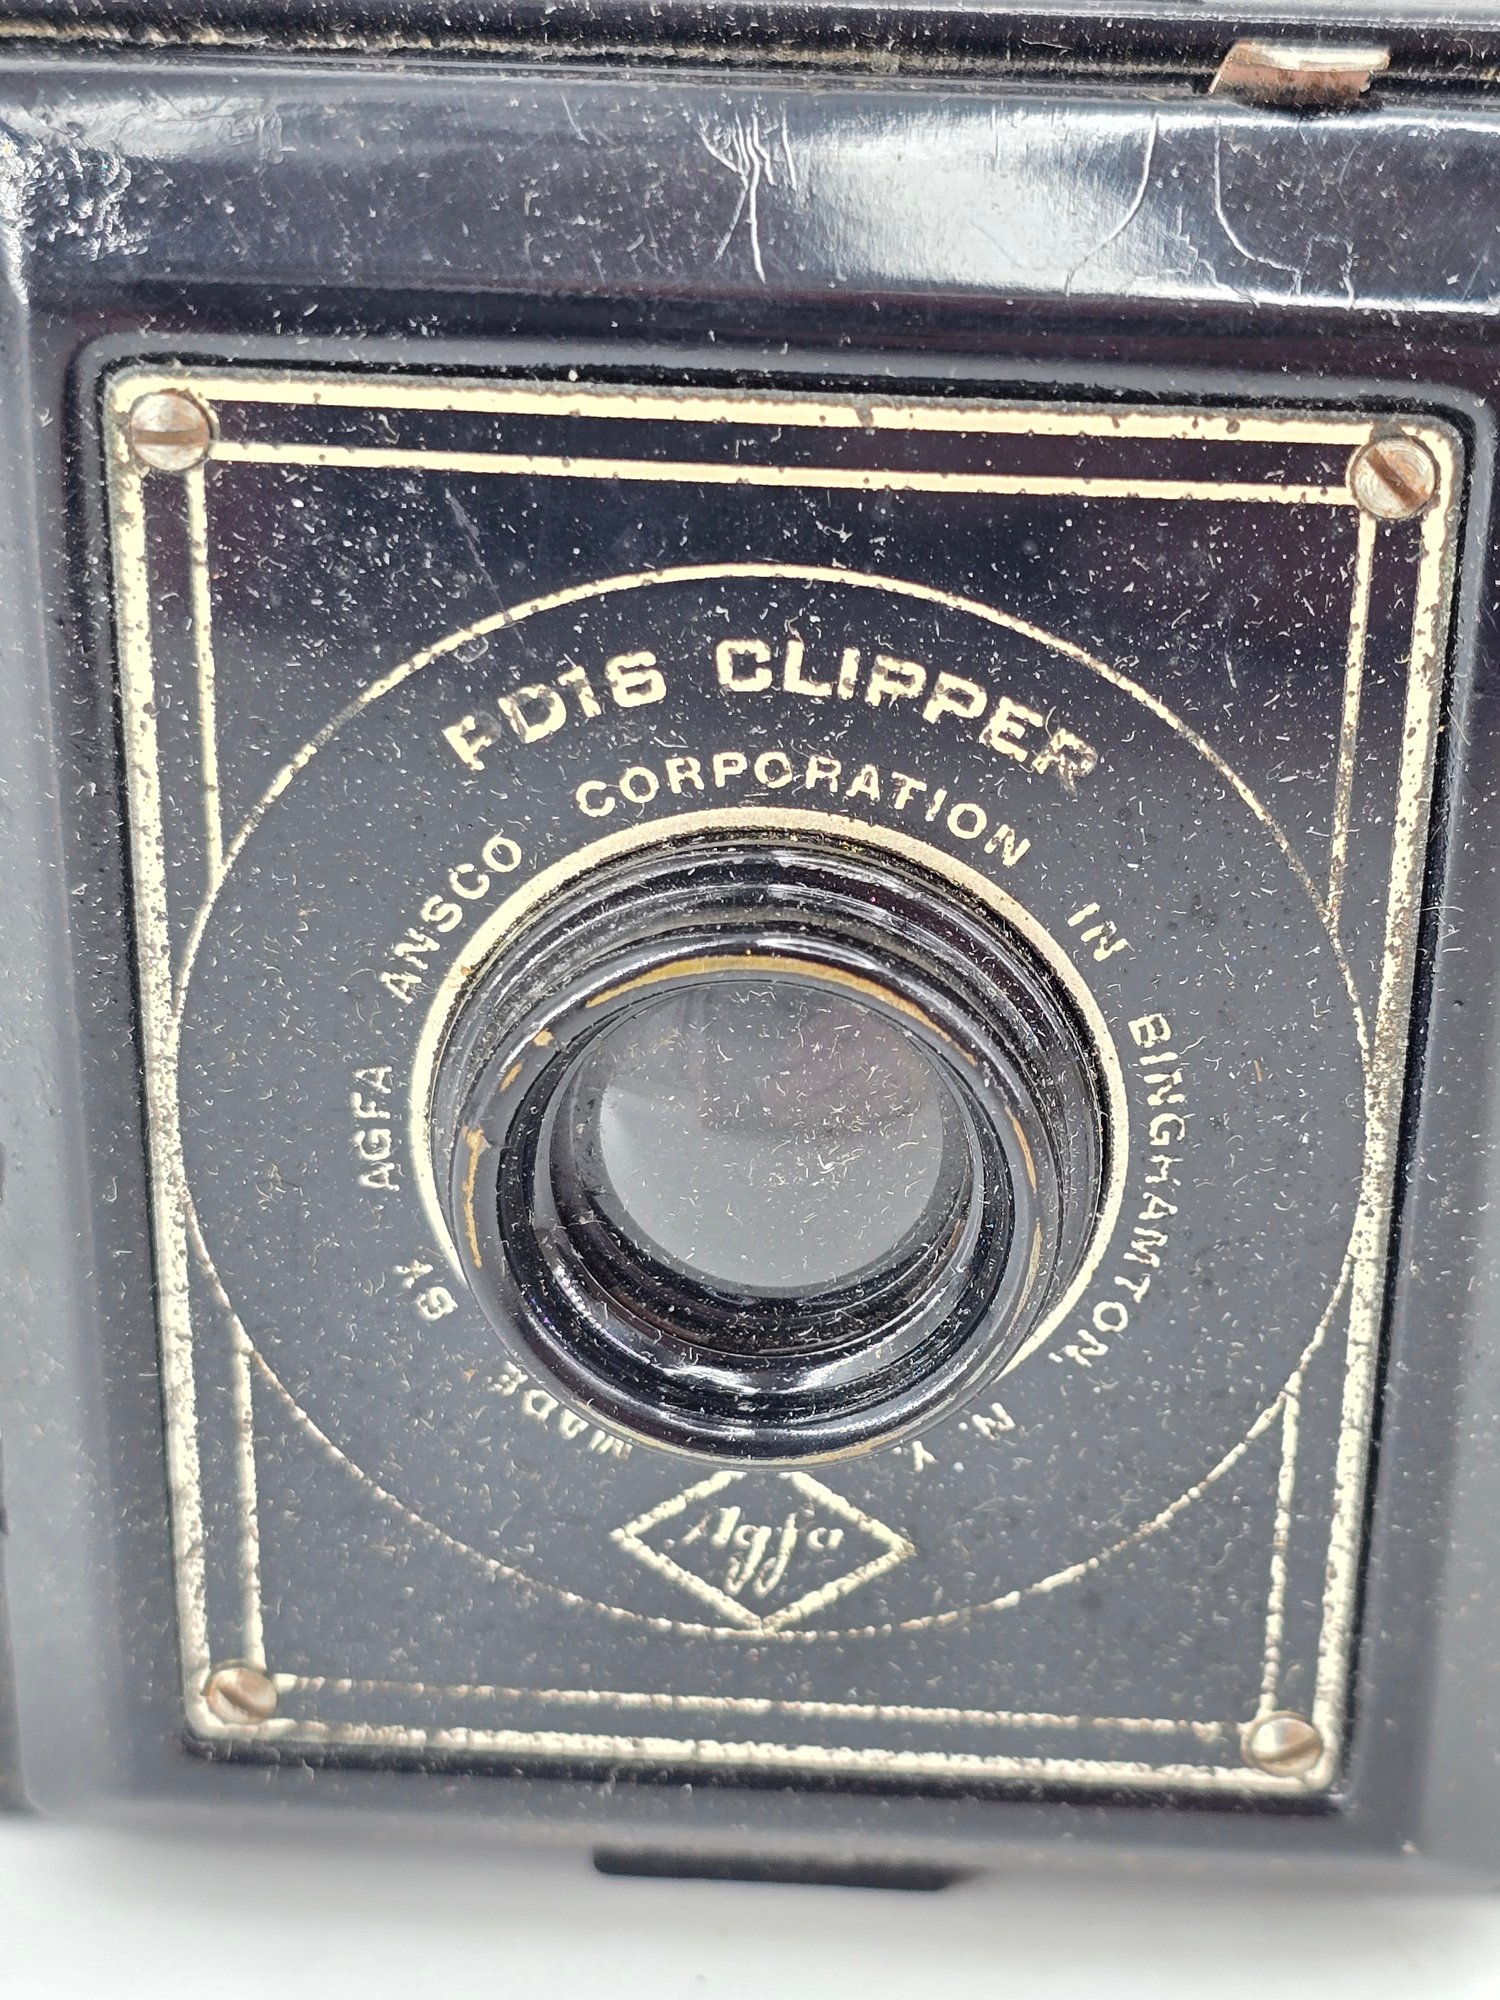 PD16 CLIPPER
MADE BY AGFA ANSCO CORPORATION IN BINGHAMTON, N. Y.
Agfa